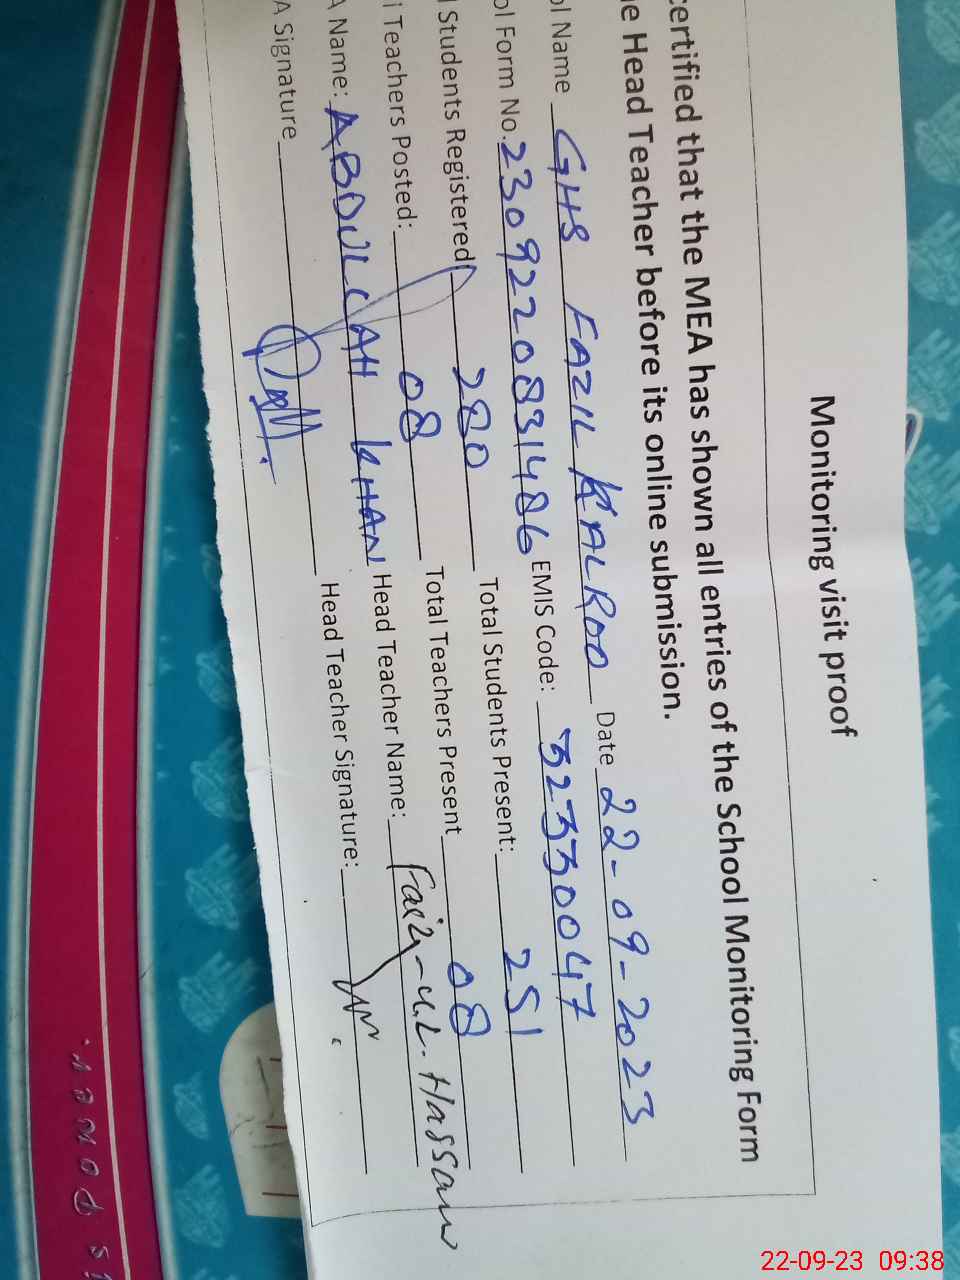 Monitoring visit proof
certified that the MEA has shown all entries of the School Monitoring Form
e Head Teacher before its online submission.
ol Name GHS FAZIL KALROO Date 22-09-2023
ol Form No. 2309220831486 EMIS Code: 32330047
l Students Registered 280 Total Students Present: 251
i Teachers Posted: 08 Total Teachers Present 08
A Name: ABDULLAH KHAN Head Teacher Name: Faiz-ul-Hassan
A Signature Head Teacher Signature:
22-09-23 09:38